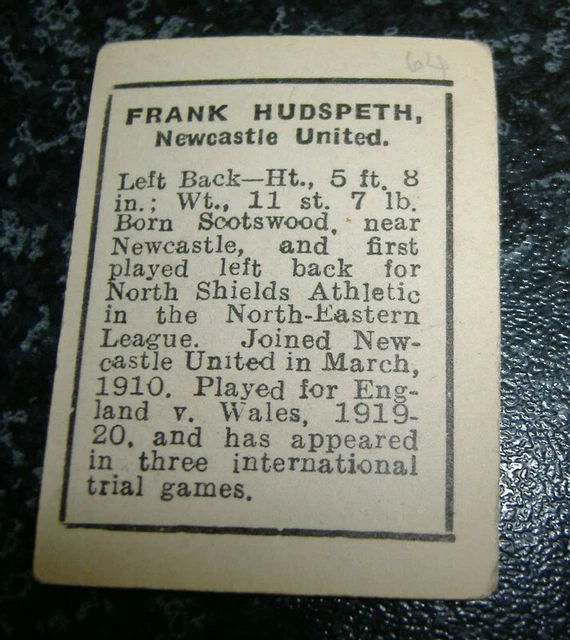 64
FRANK HUDSPETH,
Newcastle United.
Left Back—Ht., 5 ft. 8
in.; Wt., 11 st. 7 lb.
Born Scotswood, near
Newcastle, and first
played left back for
North Shields Athletic
in the North-Eastern
League. Joined New-
castle United in March,
1910. Played for Eng-
land v. Wales, 1919-
20, and has appeared
in three international
trial games.